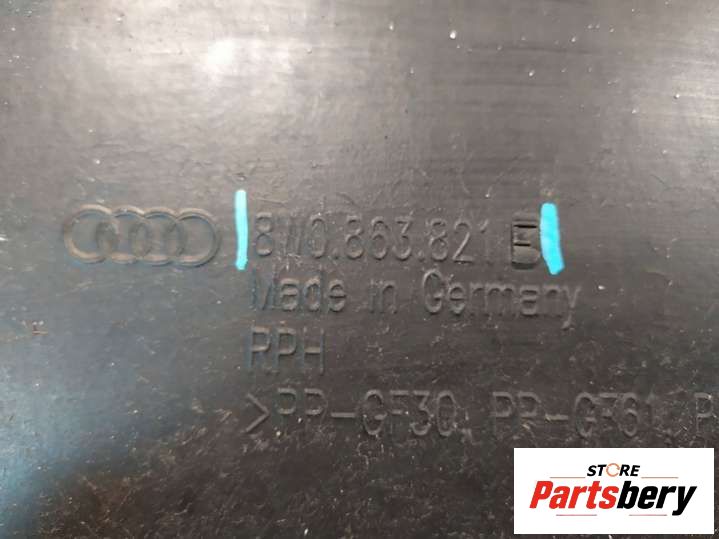 8W0.863.821 E
Made in Germany
RPH
>PP-GF30, PP-GF61, P
STORE
Partsbery